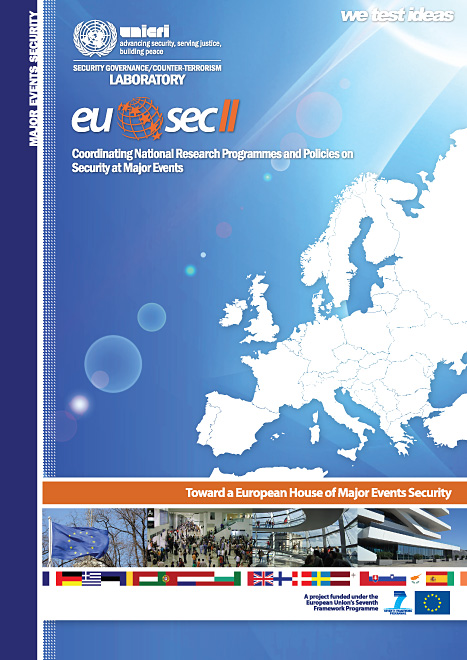 MAJOR EVENTS SECURITY
we test ideas
unicri
advancing security, serving justice,
building peace
SECURITY GOVERNANCE/COUNTER-TERRORISM
LABORATORY
eu sec II
Coordinating National Research Programmes and Policies on
Security at Major Events
Toward a European House of Major Events Security
A project funded under the
European Union's Seventh
Framework Programme